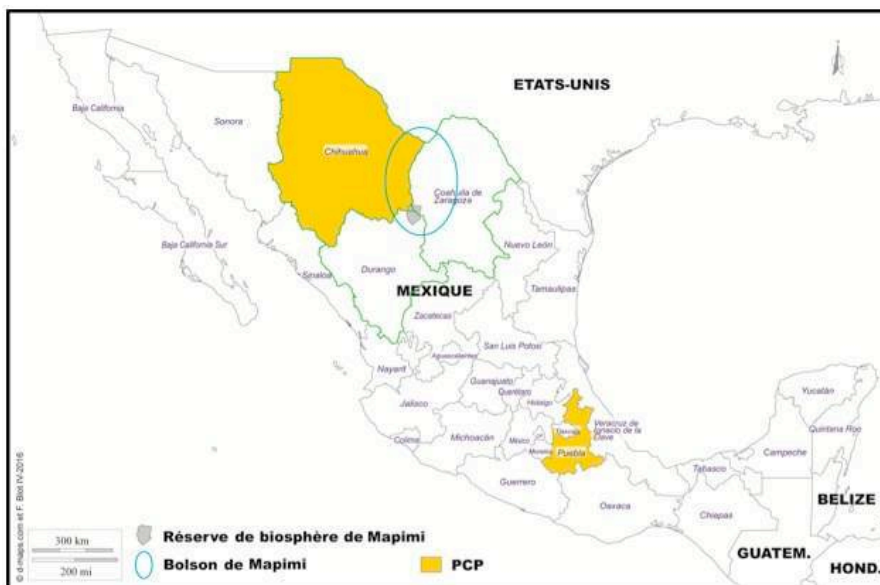 ETATS-UNIS
Baja California
Sonora
Chihuahua
Coahuila de
Zaragoza
Baja California Sur
Nuevo León
Sinaloa
Durango
MEXIQUE
Tamaulipas
Zacatecas
San Luis Potosi
Aguascalientes
Nayarit
Guanajuato
Querétaro
Hidalgo
Yucatán
Jalisco
Veracruz de
Ignacio de la
Llave
Quintana Roo
Colima
Michoacán
México
DF
Tlaxcala
Morelos
Puebla
Tabasco
Campeche
Guerrero
Oaxaca
Chiapas
BELIZE
GUATEM.
HOND.
© d-maps.com et F. Blot IV-2016
300 km
200 mi
Réserve de biosphère de Mapimi
Bolson de Mapimi
PCP